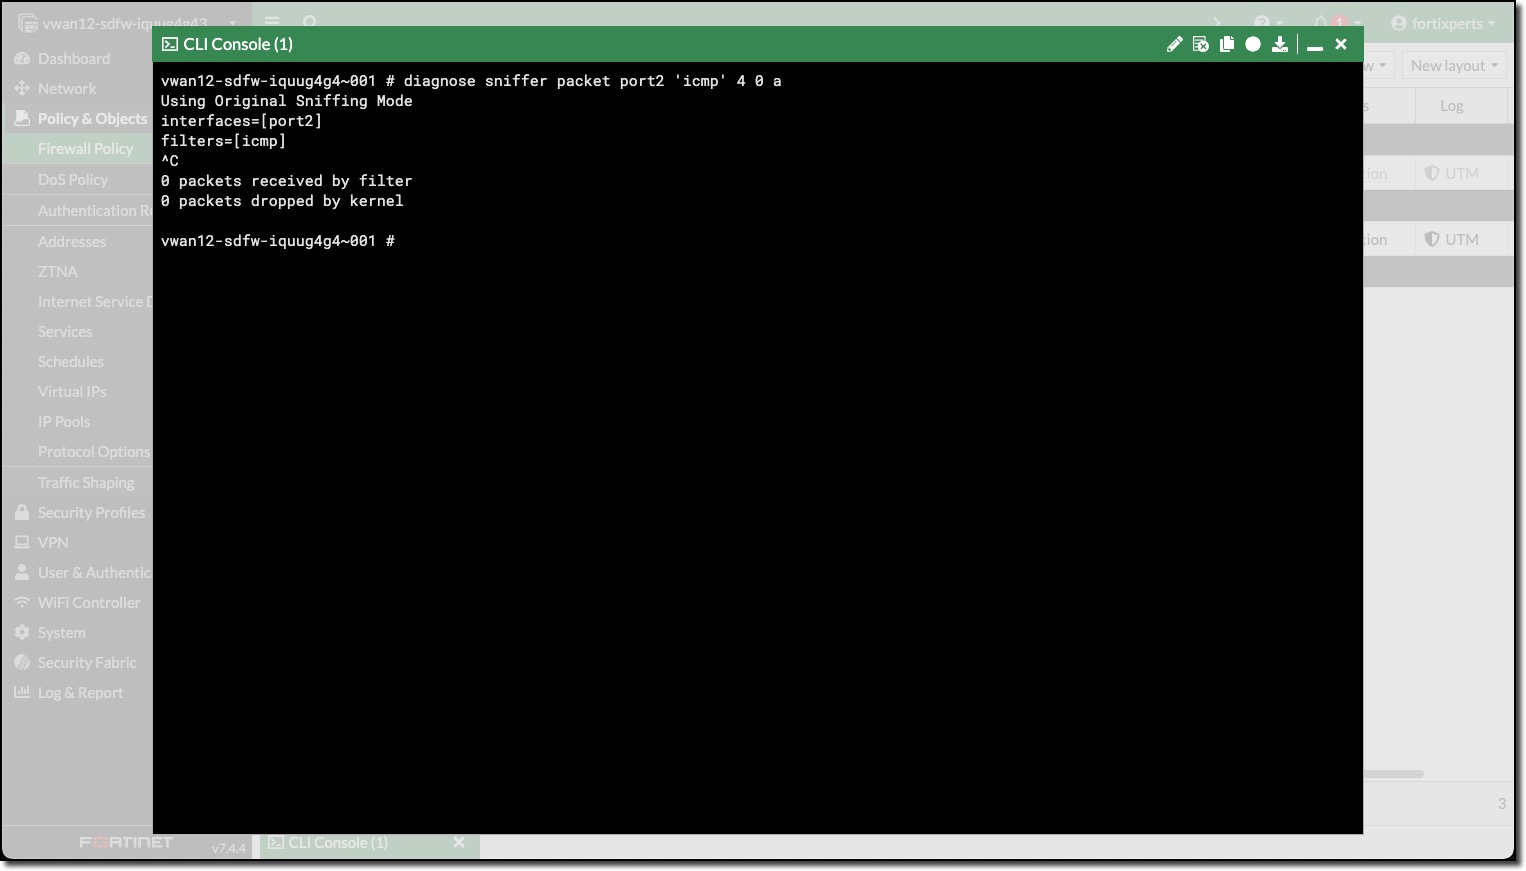 vwan12-sdfw-iquug4g43
1
fortixperts
CLI Console (1)
vwan12-sdfw-iquug4g4~001 # diagnose sniffer packet port2 'icmp' 4 0 a
Using Original Sniffing Mode
interfaces=[port2]
filters=[icmp]
^C
0 packets received by filter
0 packets dropped by kernel
vwan12-sdfw-iquug4g4~001 #
Dashboard
Network
Policy & Objects
Firewall Policy
DoS Policy
Authentication
Addresses
ZTNA
Internet Service
Services
Schedules
Virtual IPs
IP Pools
Protocol Options
Traffic Shaping
Security Profiles
VPN
User &
WiFi Controller
System
Security Fabric
Log & Report
New layout
Log
UTM
UTM
3
FORTINET
v7.4.4
CLI Console (1)